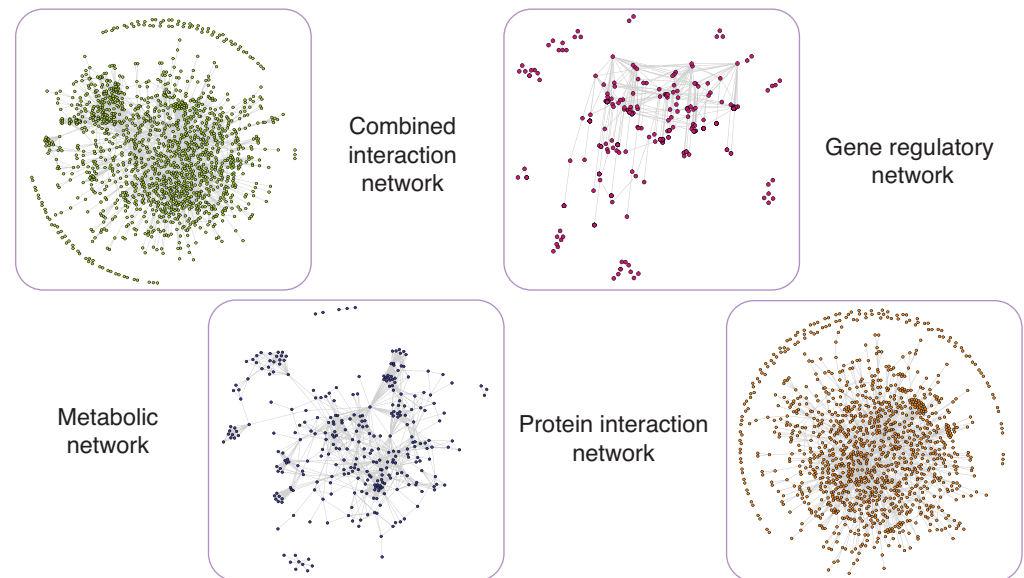 Combined
interaction
network
Gene regulatory
network
Metabolic
network
Protein interaction
network